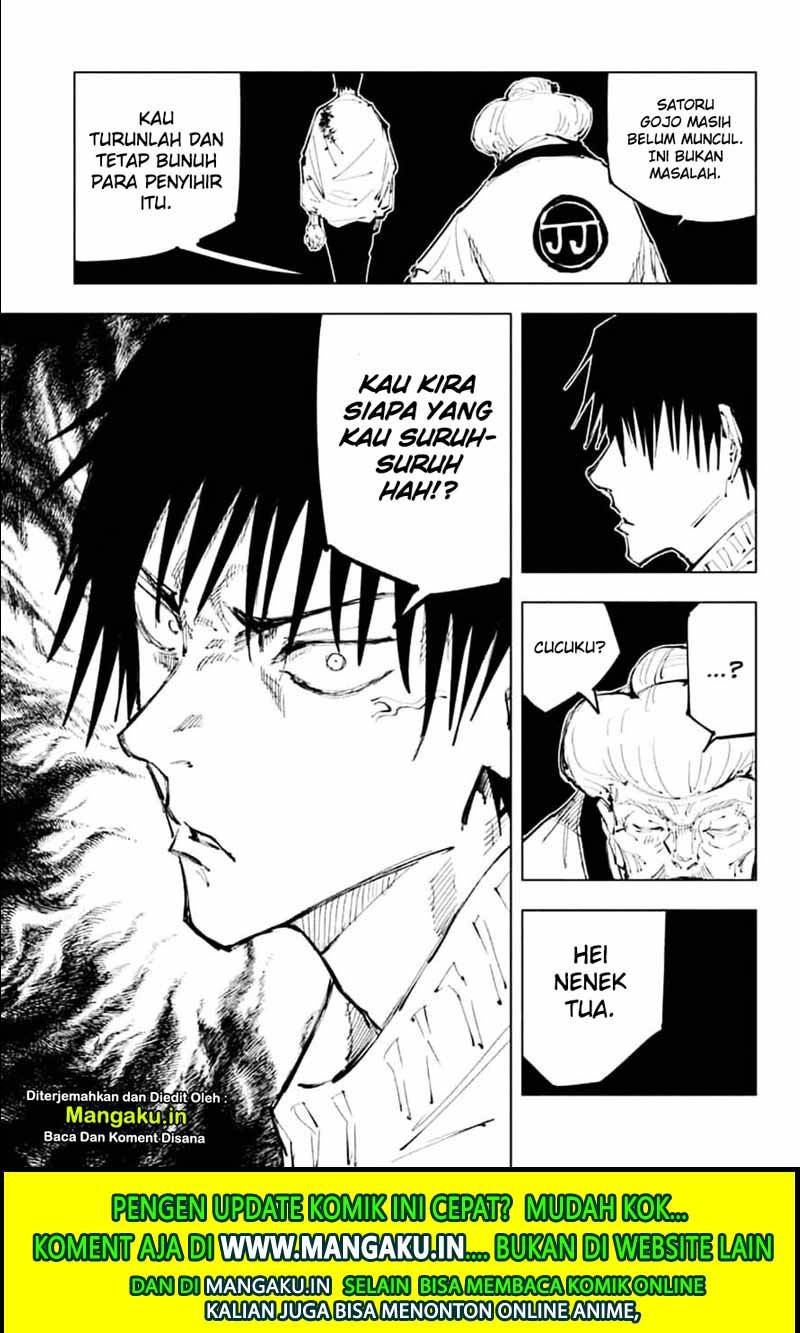 SATORU
GOJO MASIH
BELUM MUNCUL.
INI BUKAN
MASALAH.
KAU
TURUNLAH DAN
TETAP BUNUH
PARA PENYIHIR
ITU.
JJ
...?
CUCUKU?
HEI
NENEK
TUA.
KAU KIRA
SIAPA YANG
KAU SURUH-
SURUH
HAH!?
Diterjemahkan dan Diedit Oleh :
Mangaku.in
Baca Dan Koment Disana
PENGEN UPDATE KOMIK INI CEPAT? MUDAH KOK...
KOMENT AJA DI WWW.MANGAKU.IN.... BUKAN DI WEBSITE LAIN
DAN DI MANGAKU.IN SELAIN BISA MEMBACA KOMIK ONLINE
KALIAN JUGA BISA MENONTON ONLINE ANIME,